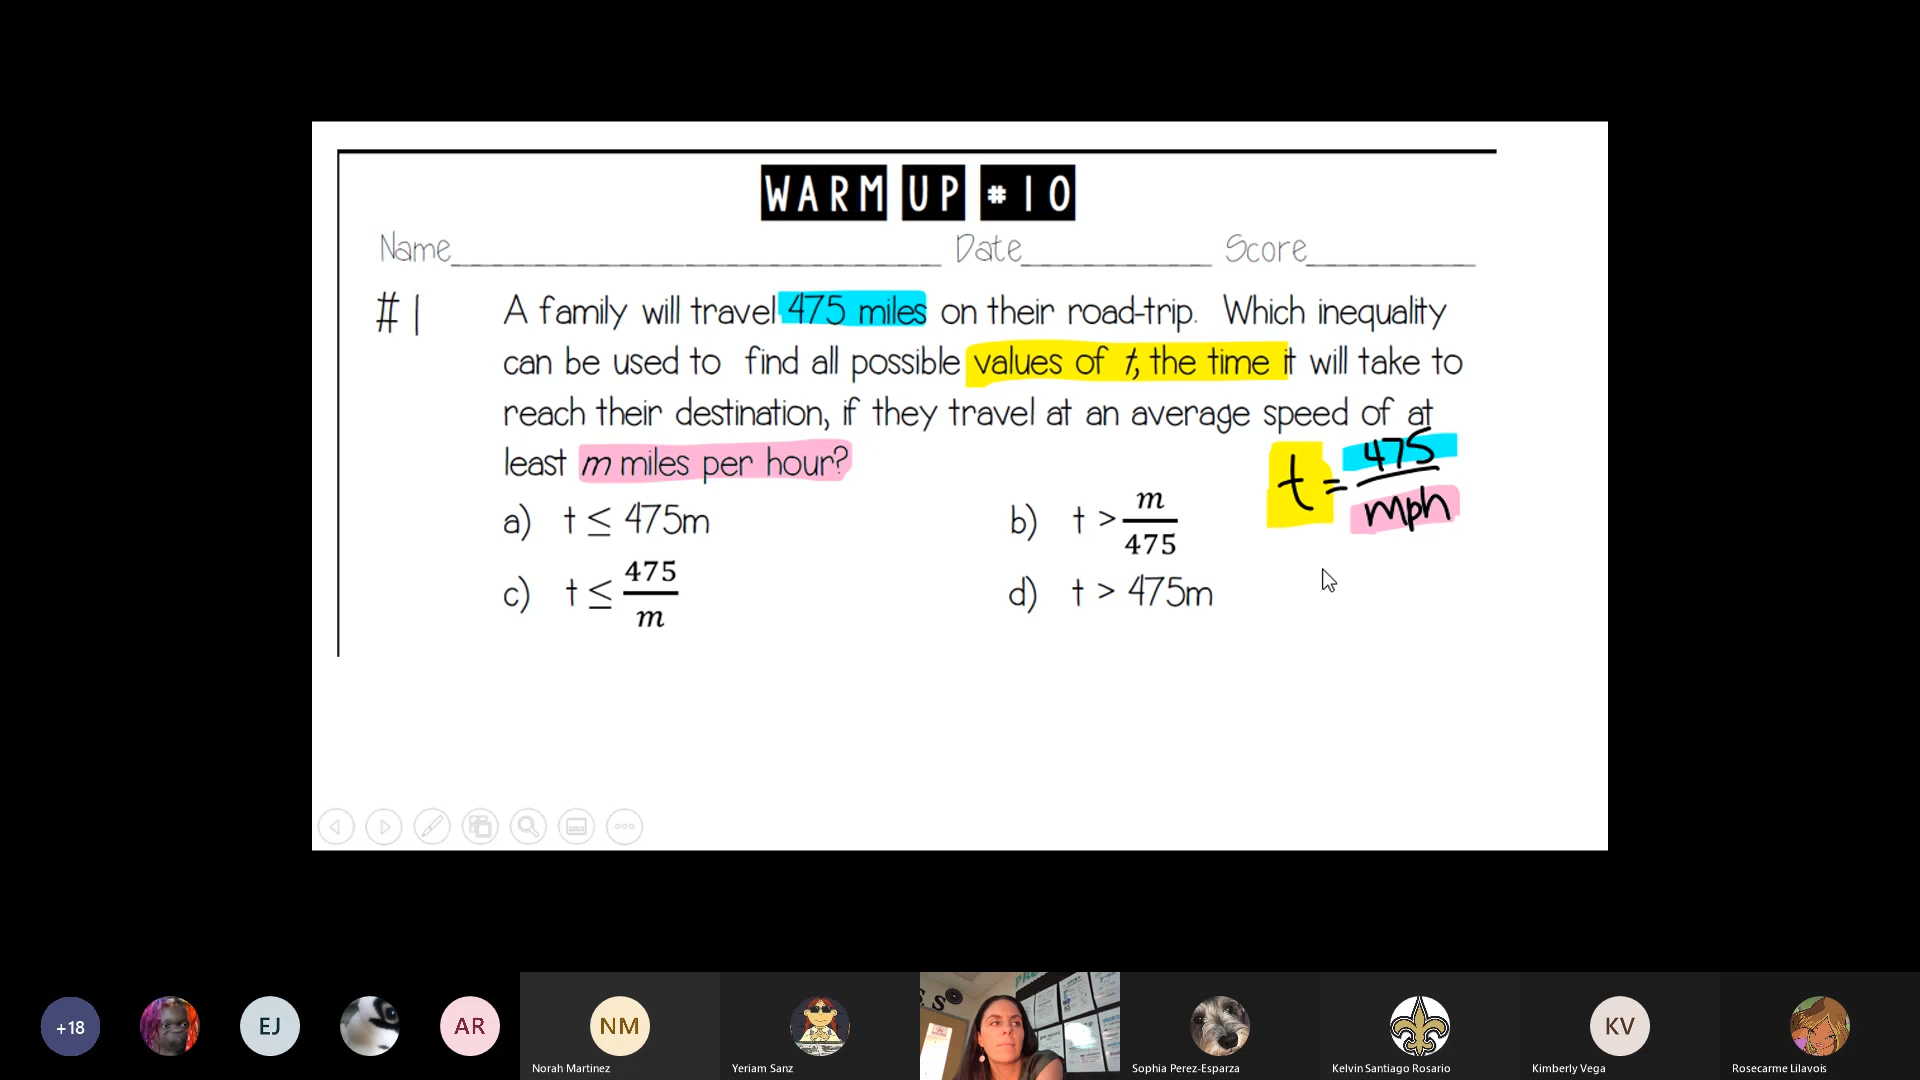 WARM UP #10
Name____________________________ Date___________ Score__________
#1 A family will travel 475 miles on their road-trip. Which inequality
can be used to find all possible values of t, the time it will take to
reach their destination, if they travel at an average speed of at
least m miles per hour?
t = 475/mph
a) t ≤ 475m b) t > m/475
c) t ≤ 475/m d) t > 475m
+18 EJ AR NM KV
Norah Martinez Yeriam Sanz Sophia Perez-Esparza Kelvin Santiago Rosario Kimberly Vega Rosecarme Lilavois